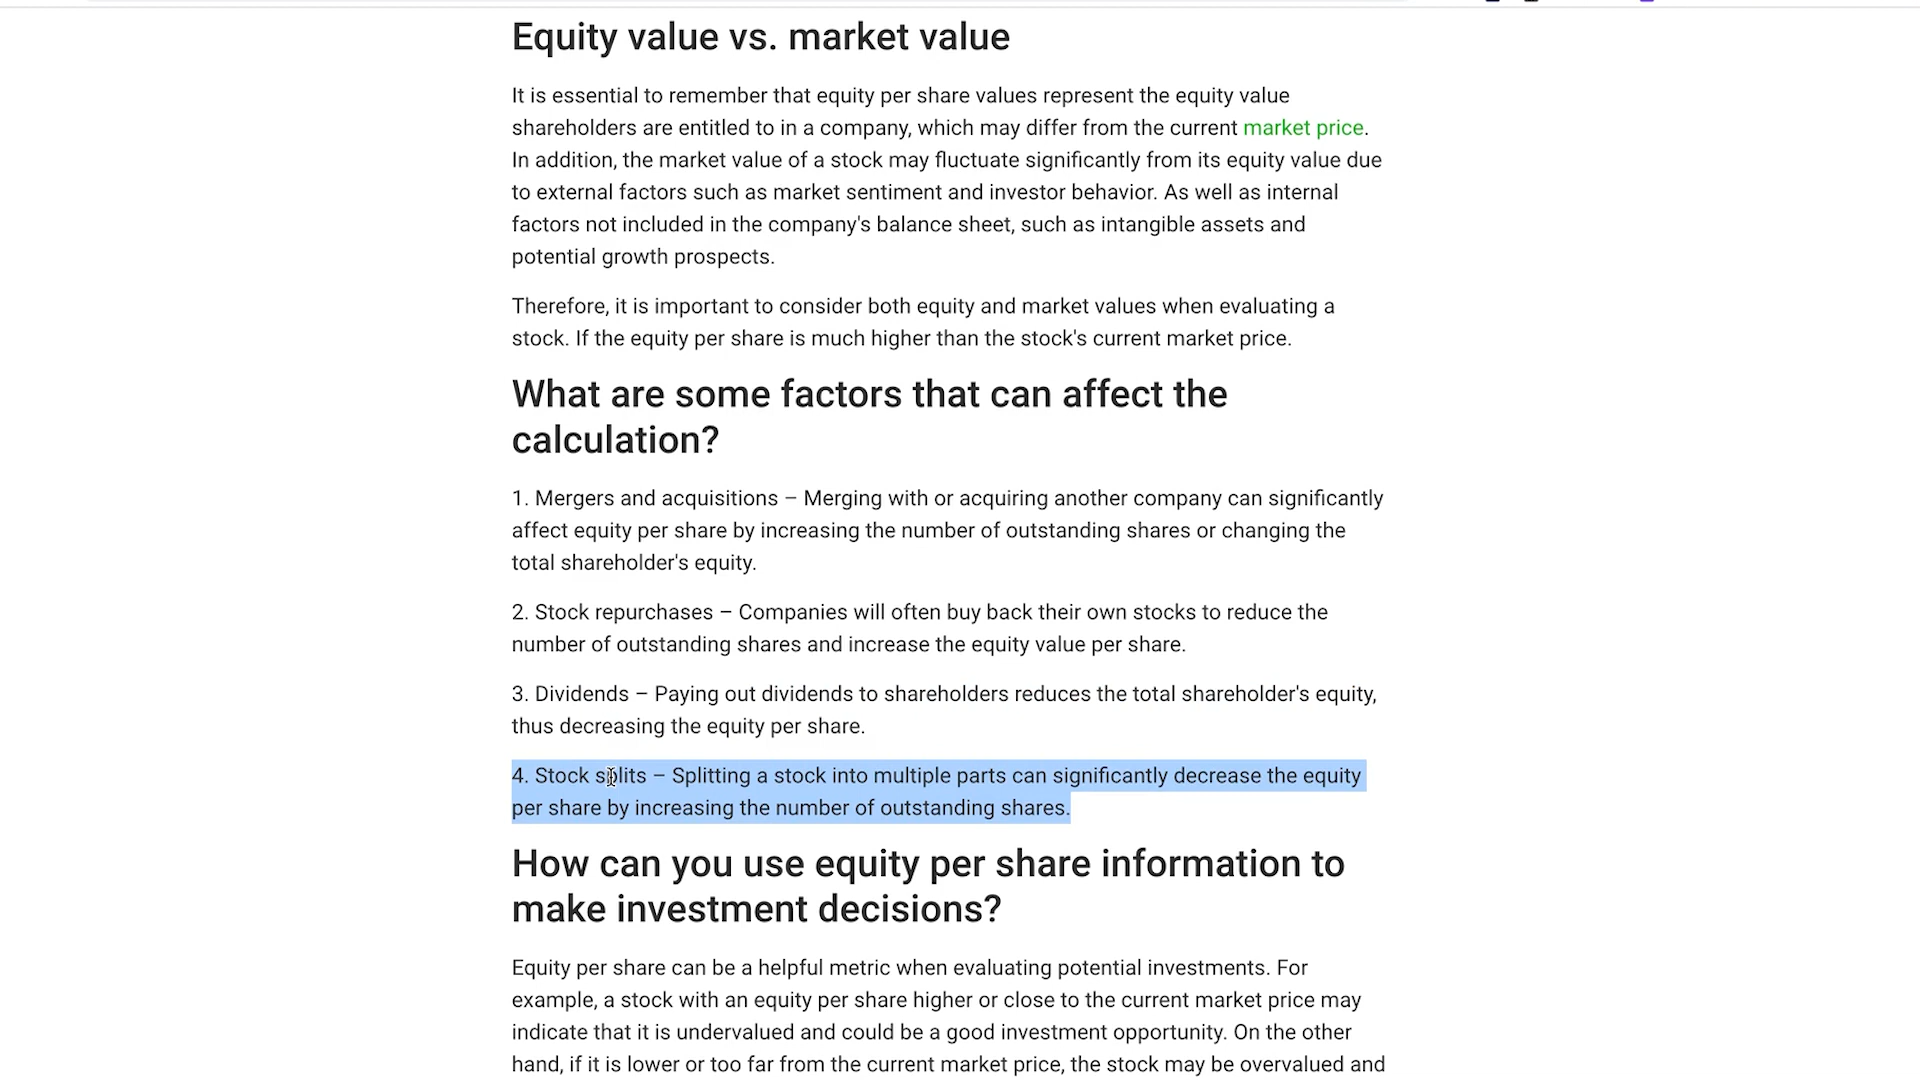 Equity value vs. market value
It is essential to remember that equity per share values represent the equity value
shareholders are entitled to in a company, which may differ from the current market price.
In addition, the market value of a stock may fluctuate significantly from its equity value due
to external factors such as market sentiment and investor behavior. As well as internal
factors not included in the company's balance sheet, such as intangible assets and
potential growth prospects.
Therefore, it is important to consider both equity and market values when evaluating a
stock. If the equity per share is much higher than the stock's current market price.
What are some factors that can affect the
calculation?
1. Mergers and acquisitions – Merging with or acquiring another company can significantly
affect equity per share by increasing the number of outstanding shares or changing the
total shareholder's equity.
2. Stock repurchases – Companies will often buy back their own stocks to reduce the
number of outstanding shares and increase the equity value per share.
3. Dividends – Paying out dividends to shareholders reduces the total shareholder's equity,
thus decreasing the equity per share.
4. Stock splits – Splitting a stock into multiple parts can significantly decrease the equity
per share by increasing the number of outstanding shares.
How can you use equity per share information to
make investment decisions?
Equity per share can be a helpful metric when evaluating potential investments. For
example, a stock with an equity per share higher or close to the current market price may
indicate that it is undervalued and could be a good investment opportunity. On the other
hand, if it is lower or too far from the current market price, the stock may be overvalued and